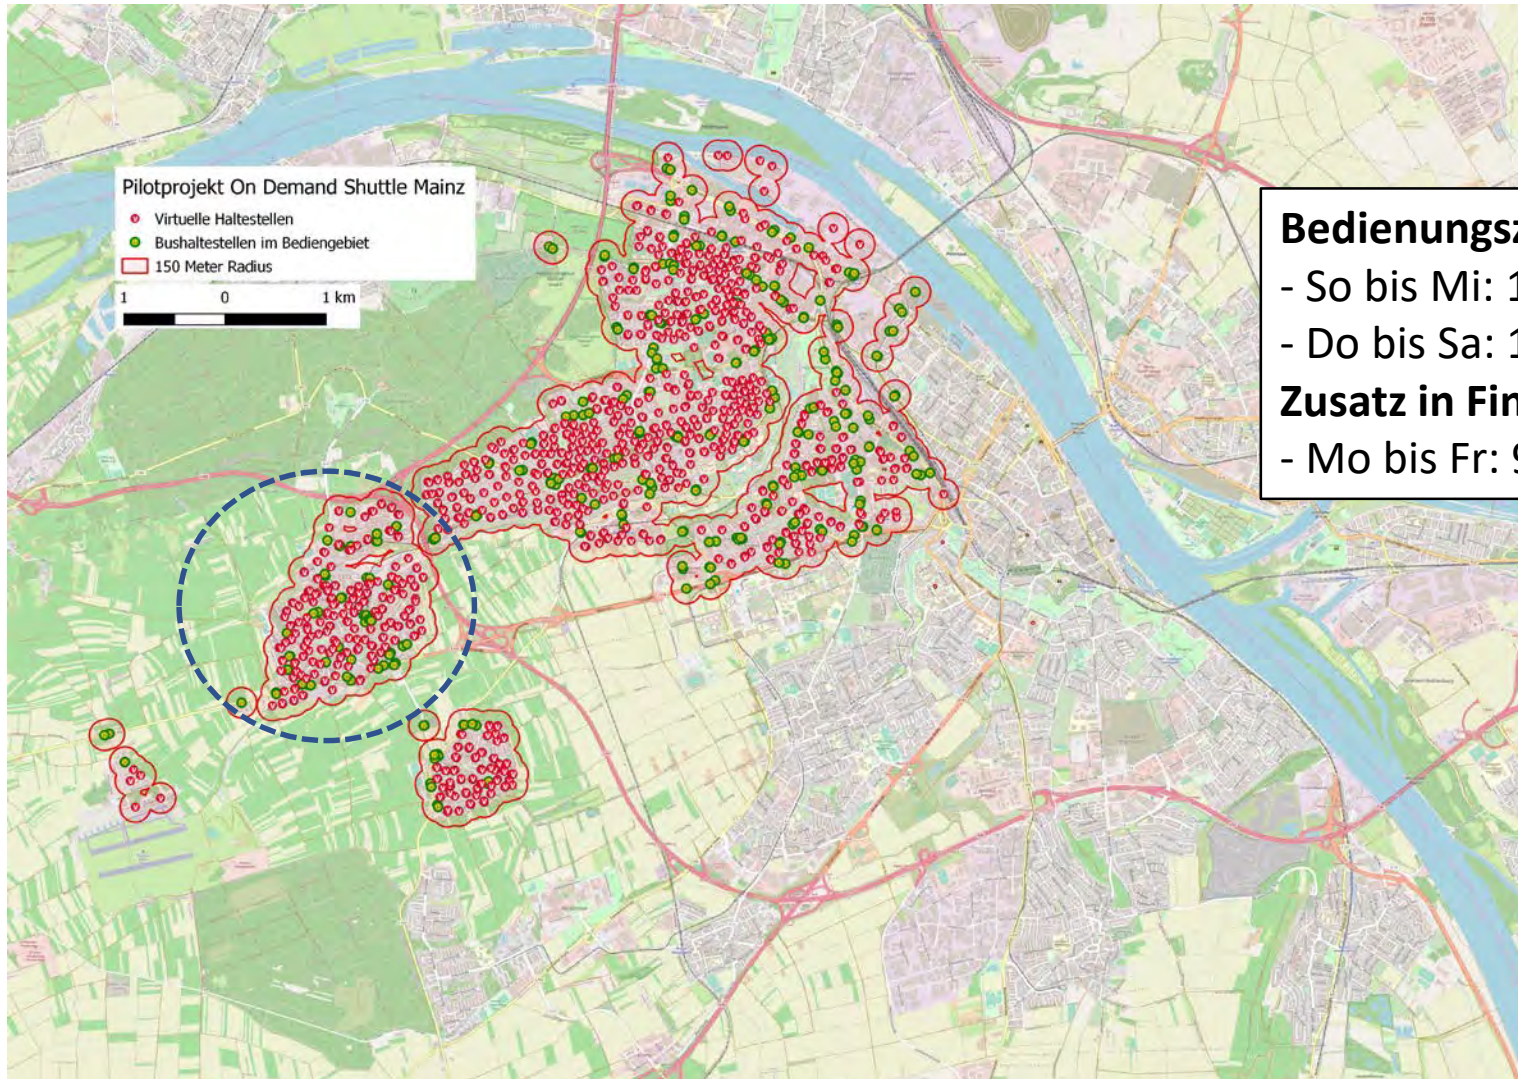 Pilotprojekt On Demand Shuttle Mainz
Virtuelle Haltestellen
Bushaltestellen im Bediengebiet
150 Meter Radius
1 0 1 km
Bedienungsz
- So bis Mi: 1
- Do bis Sa: 1
Zusatz in Fin
- Mo bis Fr: 9